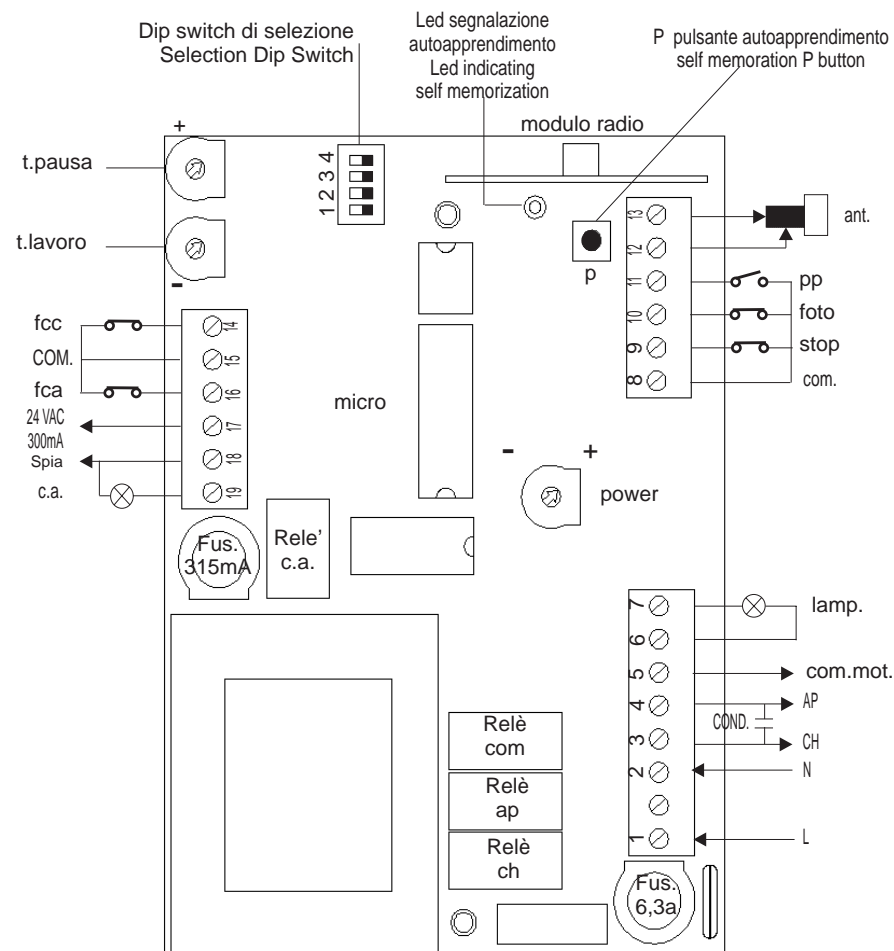 Dip switch di selezione
Selection Dip Switch
Led segnalazione
autoapprendimento
Led indicating
self memorization
P pulsante autoapprendimento
self memoration P button
modulo radio
+
t.pausa
t.lavoro
-
1 2 3 4
p
13
12
11
10
9
8
ant.
pp
foto
stop
com.
fcc
COM.
fca
24 VAC
300mA
Spia
c.a.
14
15
16
17
18
19
micro
- +
power
Fus.
315mA
Rele'
c.a.
7
6
5
4
3
2
1
lamp.
com.mot.
AP
COND.
CH
N
L
Relè
com
Relè
ap
Relè
ch
Fus.
6,3a